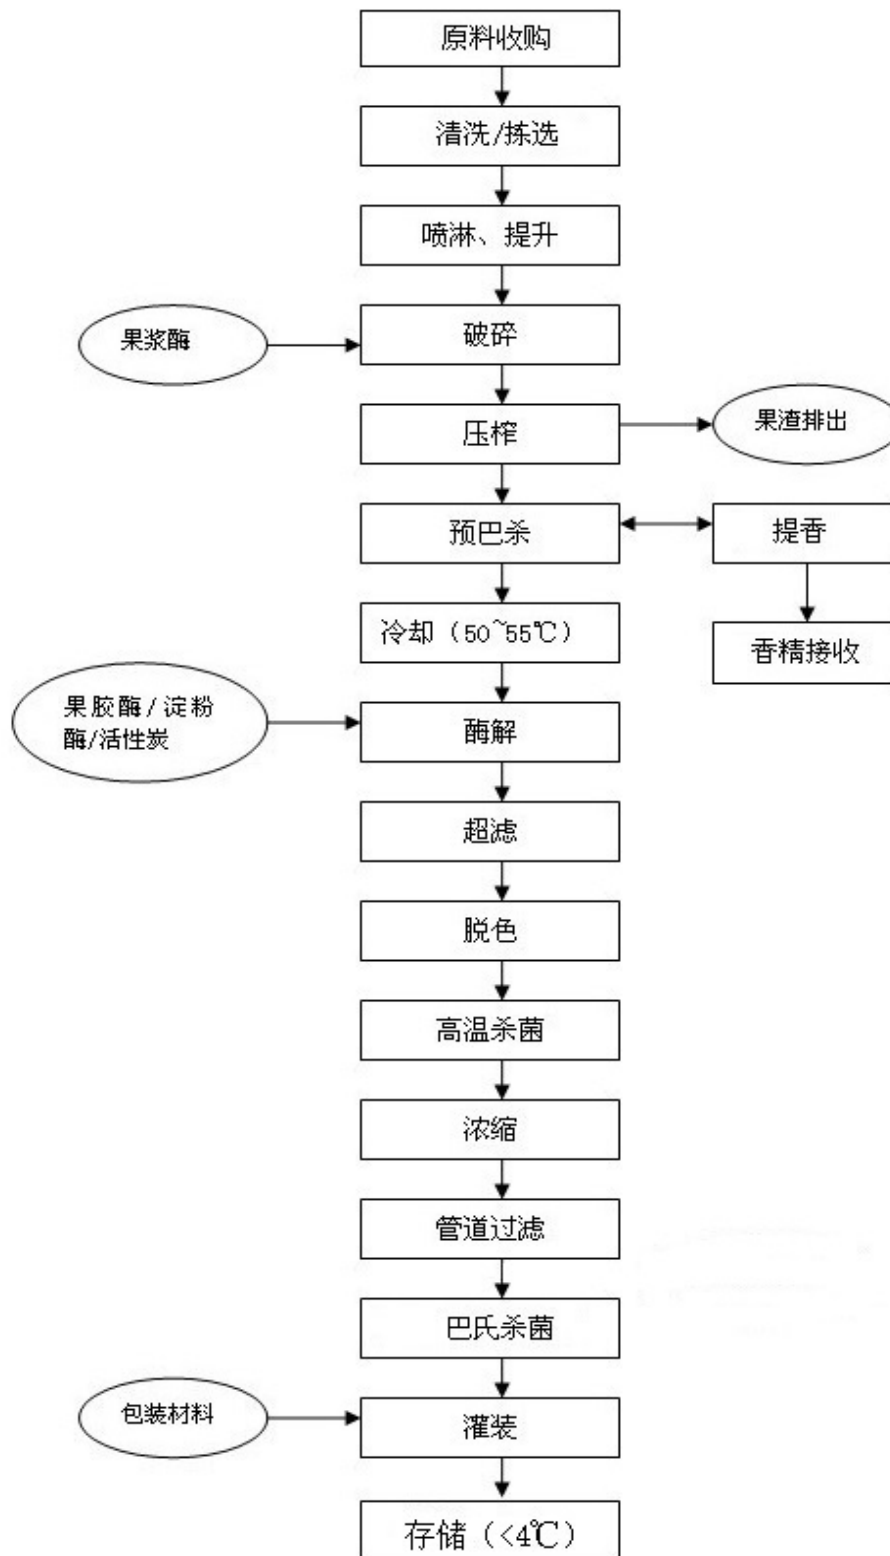 原料收购
清洗/拣选
喷淋、提升
果浆酶
破碎
压榨
果渣排出
预巴杀
提香
冷却（50~55℃）
香精接收
果胶酶/淀粉
酶/活性炭
酶解
超滤
脱色
高温杀菌
浓缩
管道过滤
巴氏杀菌
包装材料
灌装
存储（<4℃）